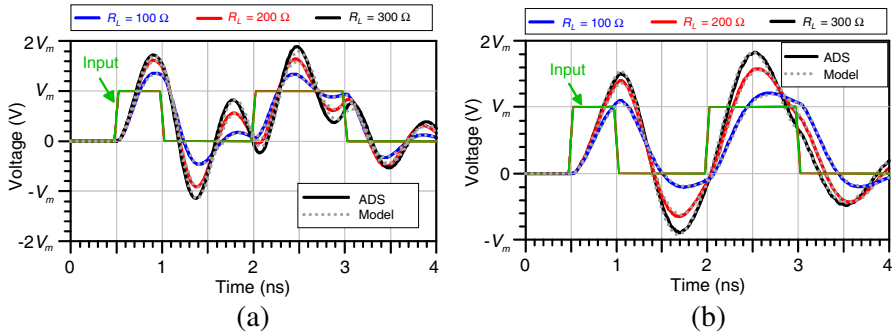 R_L = 100 Ω R_L = 200 Ω R_L = 300 Ω
2V_m
V_m
0
-1V_m
-2V_m
Voltage (V)
Input
ADS
Model
0 1 2 3 4
Time (ns)
(a)
R_L = 100 Ω R_L = 200 Ω R_L = 300 Ω
2V_m
V_m
0
-V_m
Voltage (V)
Input
ADS
Model
0 1 2 3 4
Time (ns)
(b)